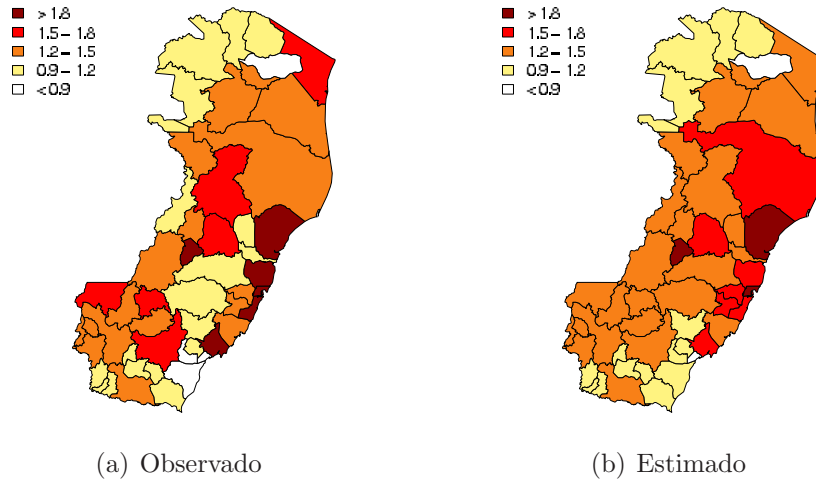 > 1.8
1.5 – 1.8
1.2 – 1.5
0.9 – 1.2
< 0.9
> 1.8
1.5 – 1.8
1.2 – 1.5
0.9 – 1.2
< 0.9
(a) Observado
(b) Estimado